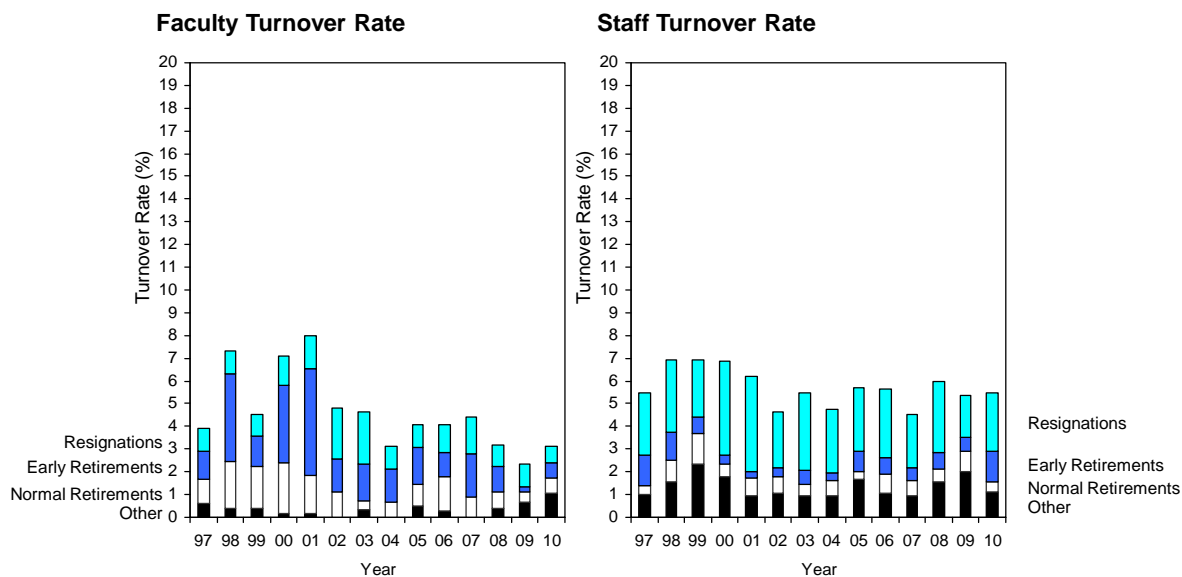 Faculty Turnover Rate
20
19
18
17
16
15
14
13
12
11
10
9
8
7
6
5
4
3
2
1
0
Turnover Rate (%)
Resignations
Early Retirements
Normal Retirements
Other
97 98 99 00 01 02 03 04 05 06 07 08 09 10
Year
Staff Turnover Rate
20
19
18
17
16
15
14
13
12
11
10
9
8
7
6
5
4
3
2
1
0
Turnover Rate (%)
97 98 99 00 01 02 03 04 05 06 07 08 09 10
Year
Resignations
Early Retirements
Normal Retirements
Other